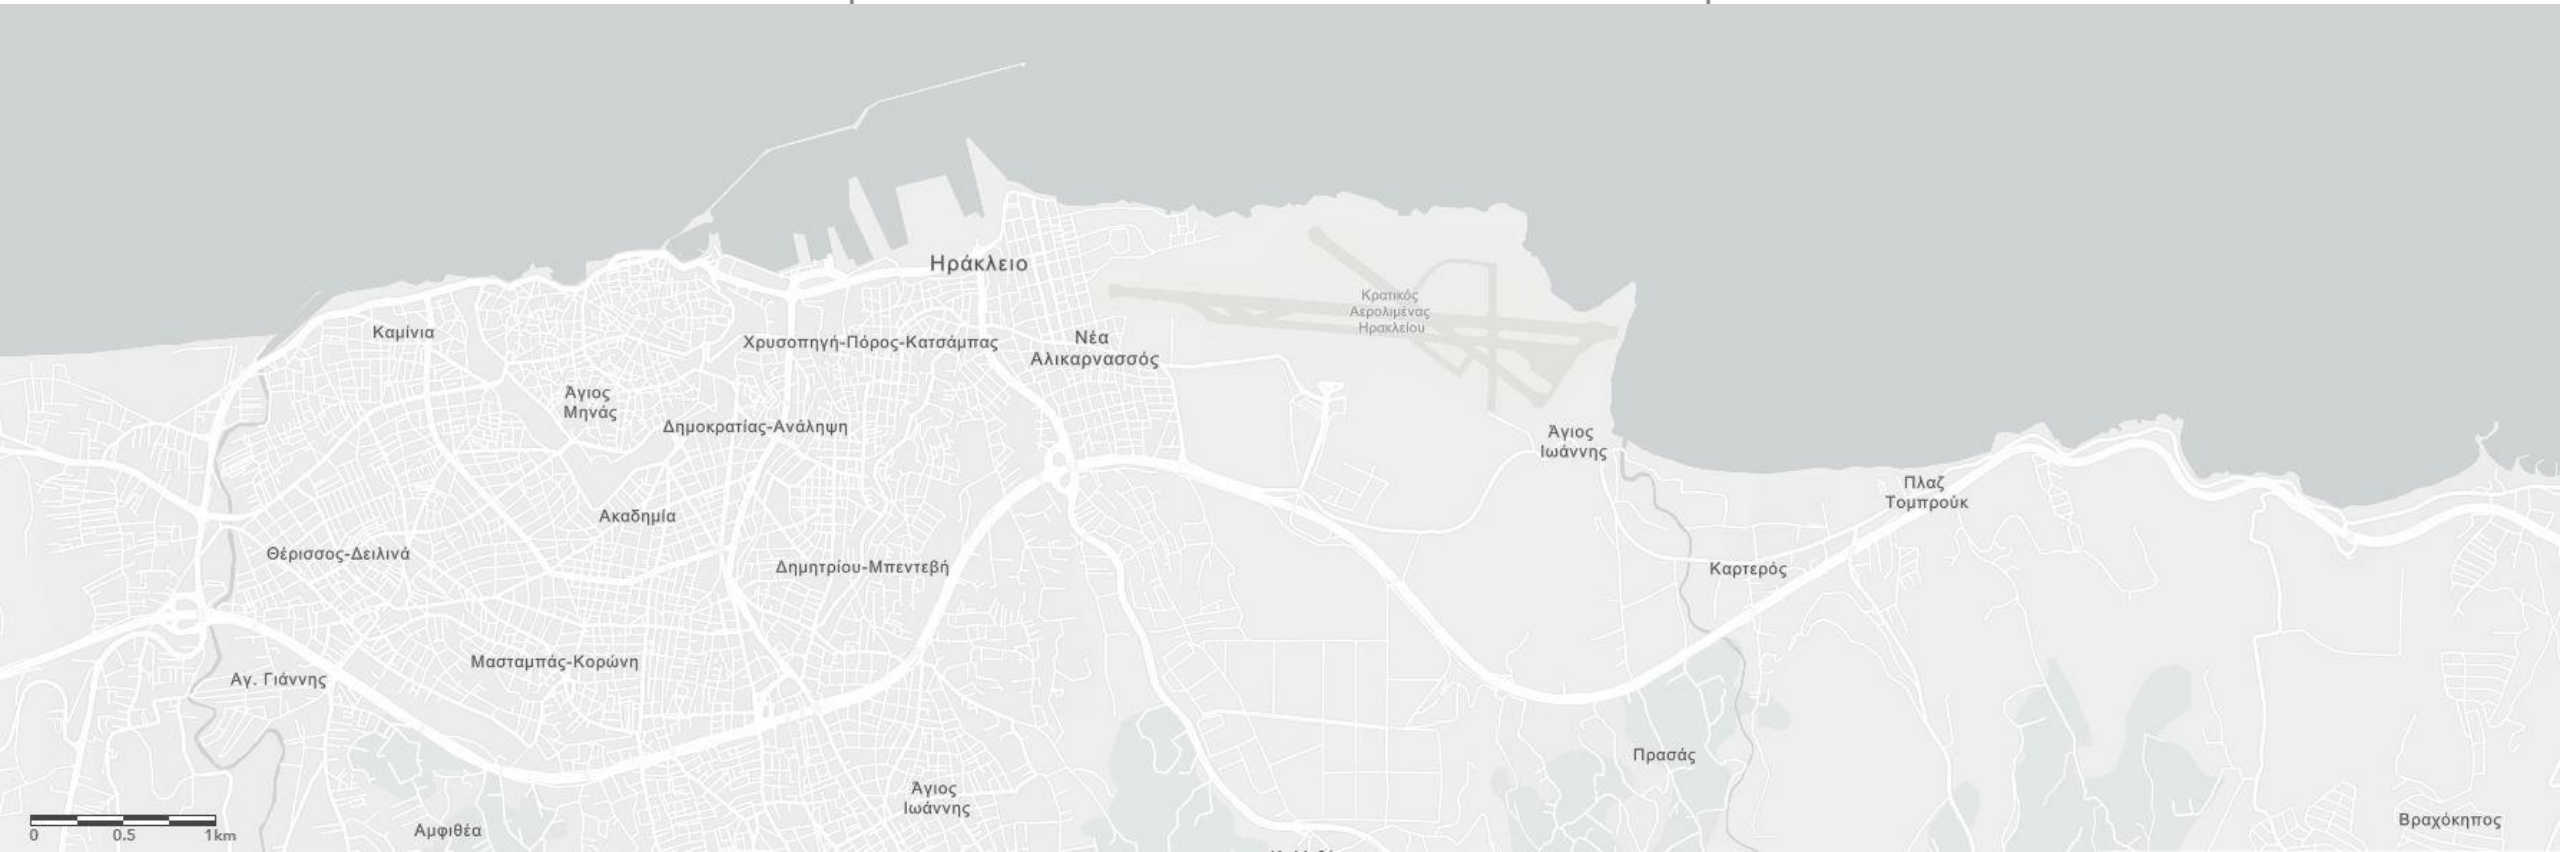 Ηράκλειο
Κρατικός
Αερολιμένας
Ηρακλείου
Καμίνια
Χρυσοπηγή-Πόρος-Κατσάμπας
Νέα
Αλικαρνασσός
Άγιος
Μηνάς
Δημοκρατίας-Ανάληψη
Άγιος
Ιωάννης
Πλαζ
Τομπρούκ
Ακαδημία
Θέρισσος-Δειλινά
Δημητρίου-Μπεντεβή
Καρτερός
Μασταμπάς-Κορώνη
Αγ. Γιάννης
Πρασάς
Άγιος
Ιωάννης
Βραχόκηπος
Αμφιθέα
0 0.5 1km